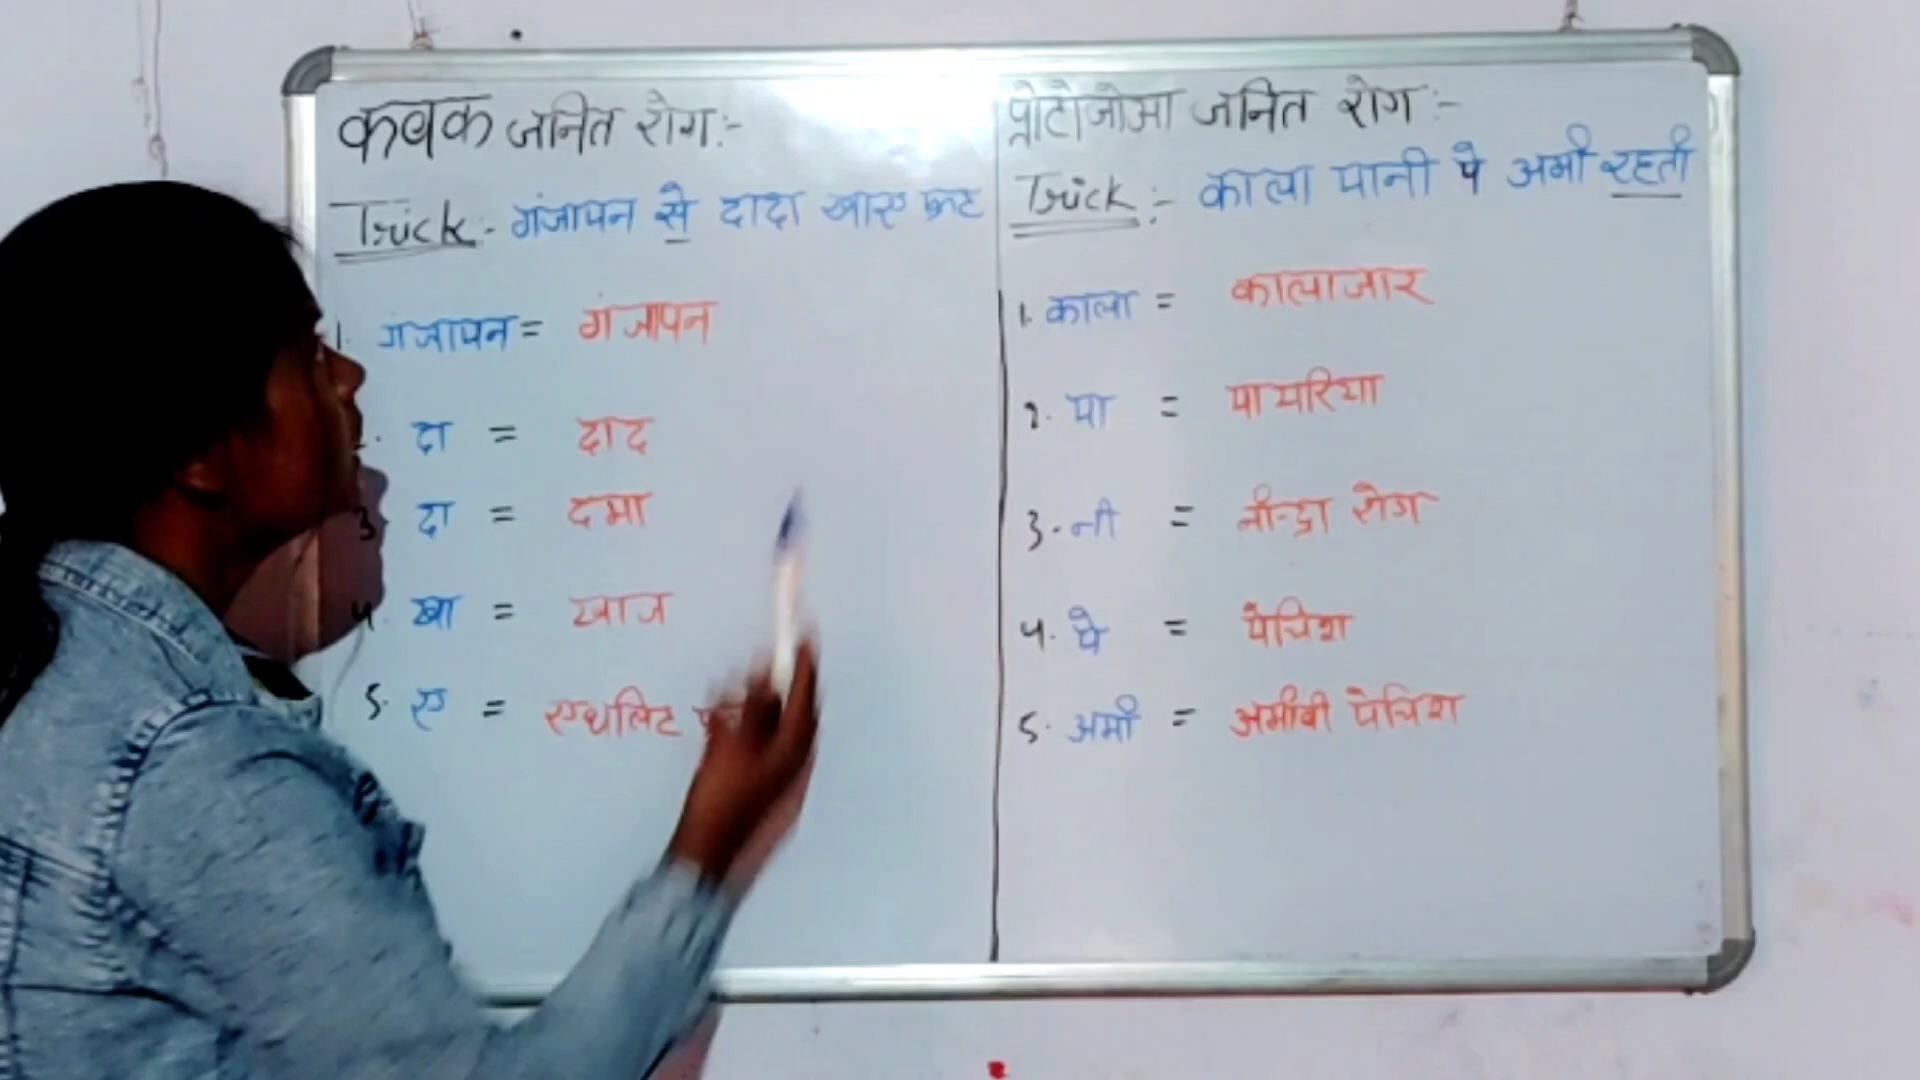 कवक जनित रोग:-
Trick:- गंजापन से दादा खाए फुट
1. गंजापन = गंजापन
2. दा = दाद
3. दा = दमा
4. खा = खाज
5. ए = एथलिट
प्रोटोजोआ जनित रोग:-
Trick:- काला पानी पे अमी रहती
1. काला = कालाजार
2. पा = पायरिया
3. नी = नीन्द्रा रोग
4. पे = पेचिश
5. अमी = अमीबी पेचिश